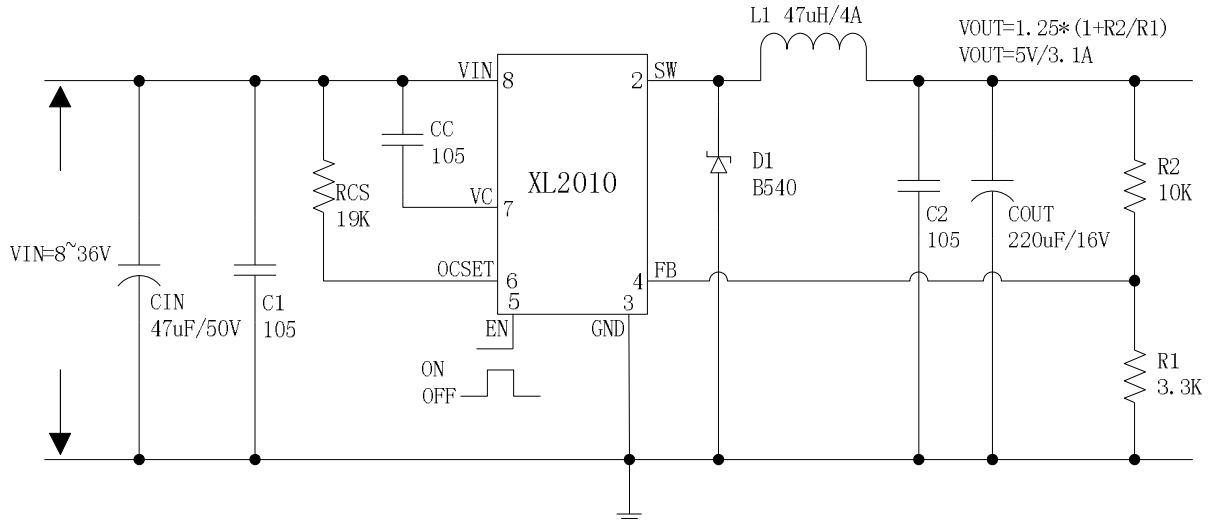 L1 47uH/4A
VOUT=1.25*(1+R2/R1)
VOUT=5V/3.1A
VIN
8
2
SW
CC
105
XL2010
D1
B540
R2
10K
RCS
19K
VC
7
C2
105
COUT
220uF/16V
VIN=8~36V
OCSET
6
4
FB
CIN
47uF/50V
C1
105
5
3
EN
GND
ON
OFF
R1
3.3K